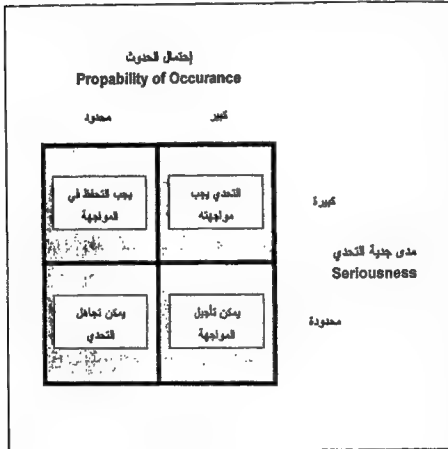 إحتمال الحدوث
Propability of Occurance
كبير
محدود
التحدي يجب
مواجهته
يجب التحفظ في
المواجهة
كبيرة
مدى جدية التحدي
Seriousness
يمكن تأجيل
المواجهة
يمكن تجاهل
التحدي
محدودة